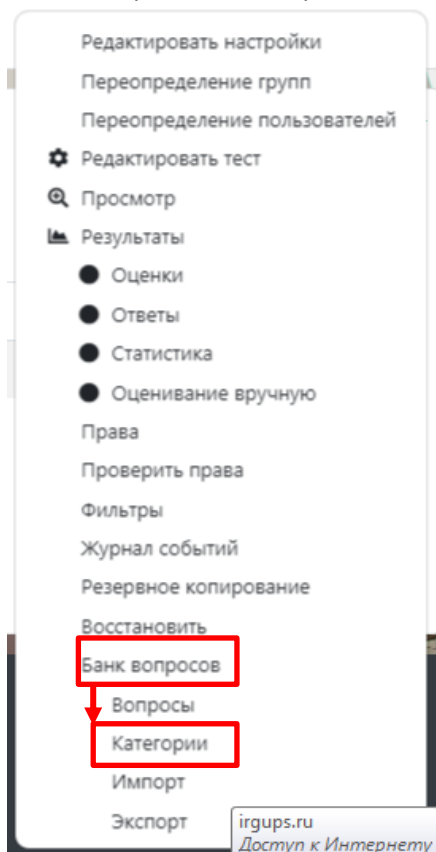 Редактировать настройки
Переопределение групп
Переопределение пользователей
Редактировать тест
Просмотр
Результаты
Оценки
Ответы
Статистика
Оценивание вручную
Права
Проверить права
Фильтры
Журнал событий
Резервное копирование
Восстановить
Банк вопросов
Вопросы
Категории
Импорт
Экспорт
irgups.ru
Доступ к Интернету